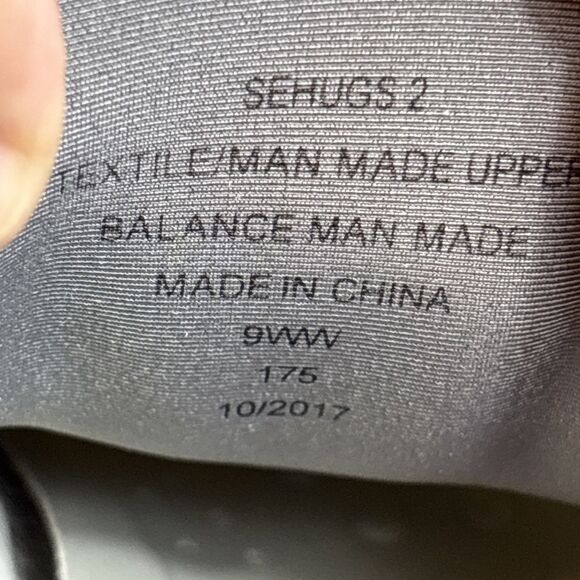 SEHUGS 2
TEXTILE/MAN MADE UPPER
BALANCE MAN MADE
MADE IN CHINA
9WW
175
10/2017